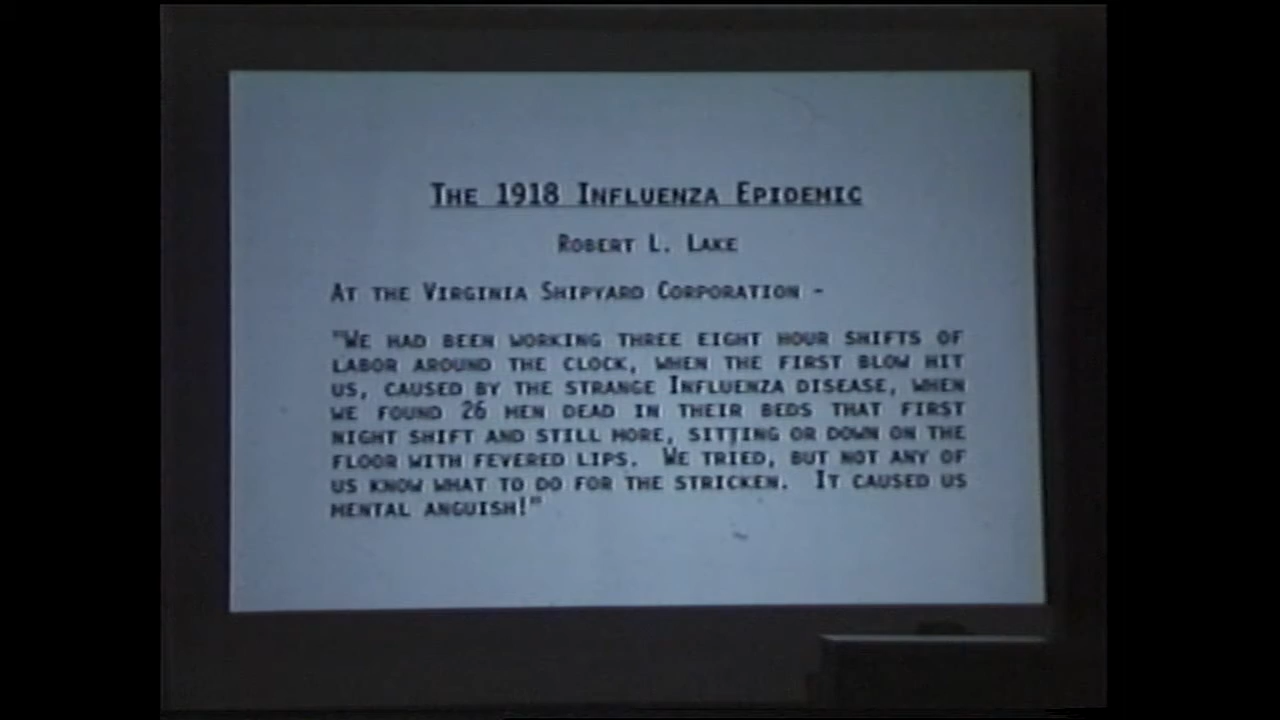 THE 1918 INFLUENZA EPIDEMIC
ROBERT L. LAKE
AT THE VIRGINIA SHIPYARD CORPORATION -
"WE HAD BEEN WORKING THREE EIGHT HOUR SHIFTS OF
LABOR AROUND THE CLOCK, WHEN THE FIRST BLOW HIT
US, CAUSED BY THE STRANGE INFLUENZA DISEASE, WHEN
WE FOUND 26 MEN DEAD IN THEIR BEDS THAT FIRST
NIGHT SHIFT AND STILL MORE, SITTING OR DOWN ON THE
FLOOR WITH FEVERED LIPS. WE TRIED, BUT NOT ANY OF
US KNOW WHAT TO DO FOR THE STRICKEN. IT CAUSED US
MENTAL ANGUISH!"